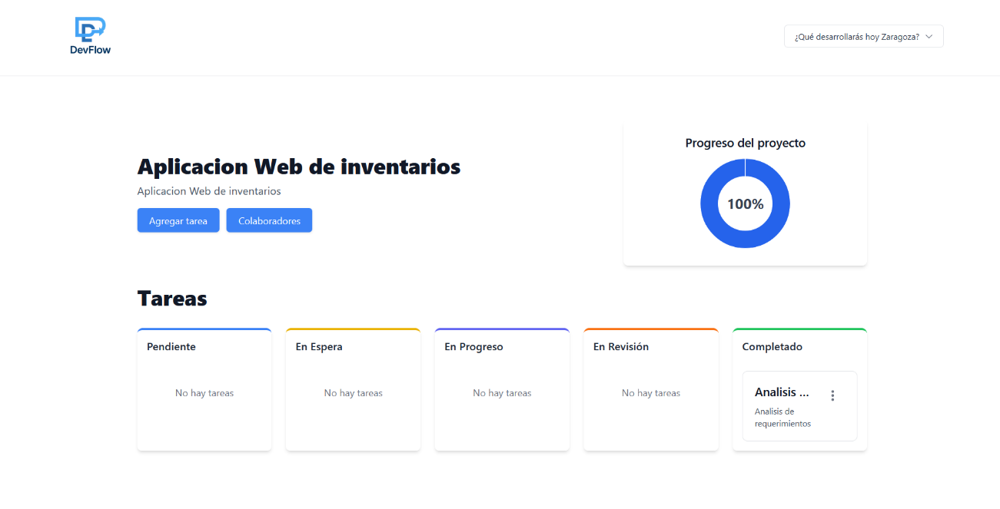 DevFlow
¿Qué desarrollarás hoy Zaragoza?
Progreso del proyecto
100%
Aplicacion Web de inventarios
Aplicacion Web de inventarios
Agregar tarea
Colaboradores
Tareas
Pendiente
No hay tareas
En Espera
No hay tareas
En Progreso
No hay tareas
En Revisión
No hay tareas
Completado
Analisis ...
Analisis de
requerimientos